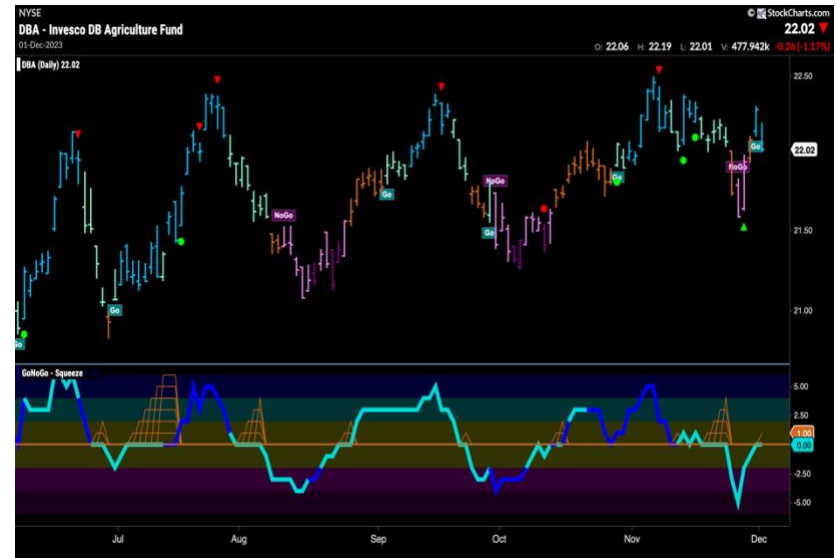 NYSE © StockCharts.com
DBA - Invesco DB Agriculture Fund 22.02
01-Dec-2023 O: 22.06 H: 22.19 L: 22.01 V: 477.942k -0.26 (-1.17%)
DBA (Daily) 22.02
22.50
22.02
NoGo
Go
NoGo
NoGo
Go
Go
Go
21.50
Go
21.00
Go
GoNoGo - Squeeze
5.00
2.50
1.00
0.00
-2.50
-5.00
Jul Aug Sep Oct Nov Dec